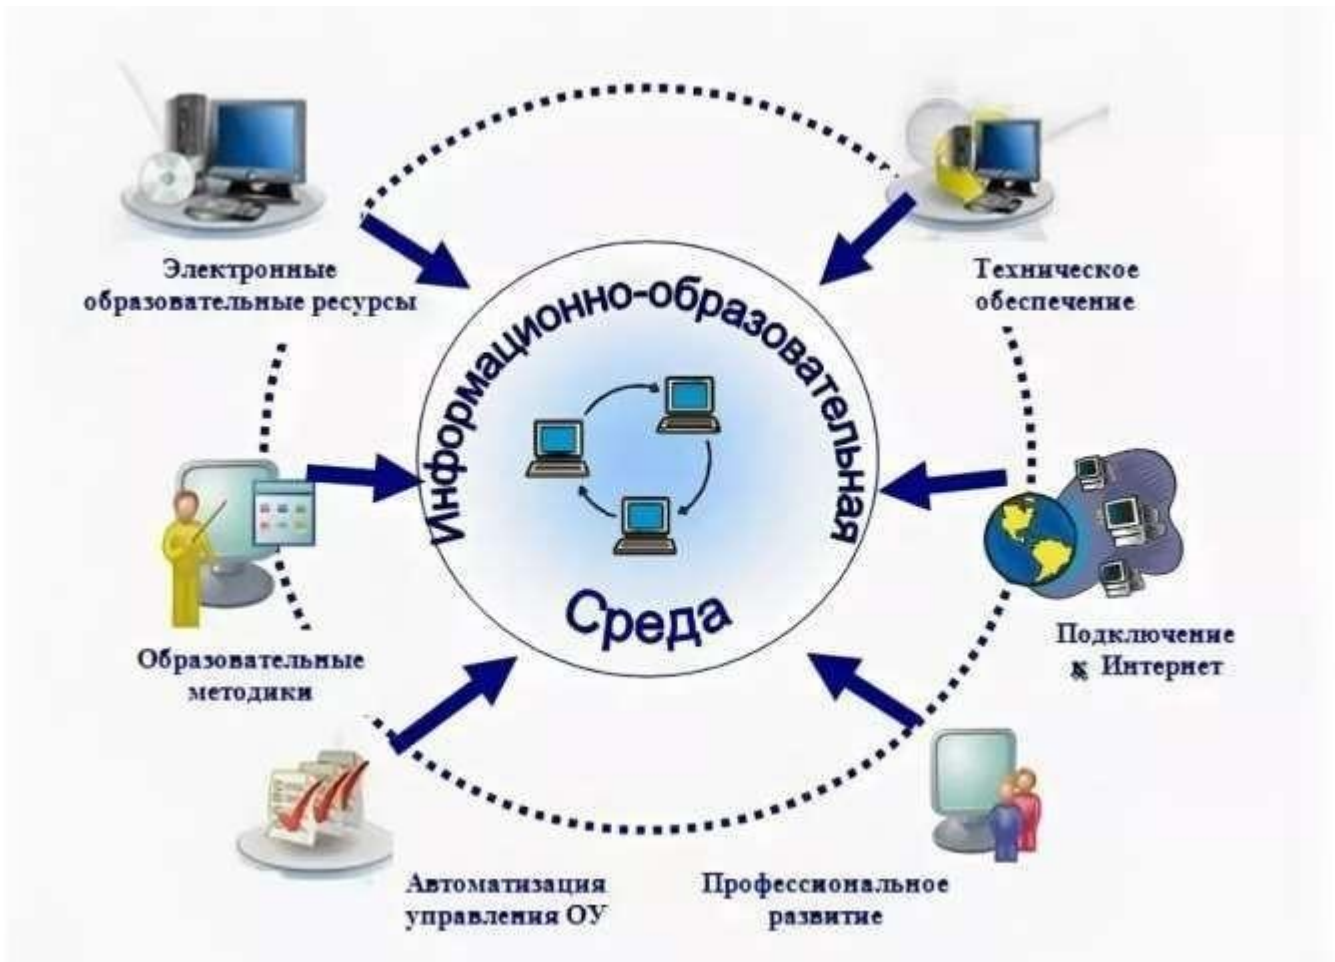 Электронные
образовательные ресурсы
Техническое
обеспечение
Информационно-образовательная
Среда
Образовательные
методики
Подключение
к Интернет
Автоматизация
управления ОУ
Профессиональное
развитие